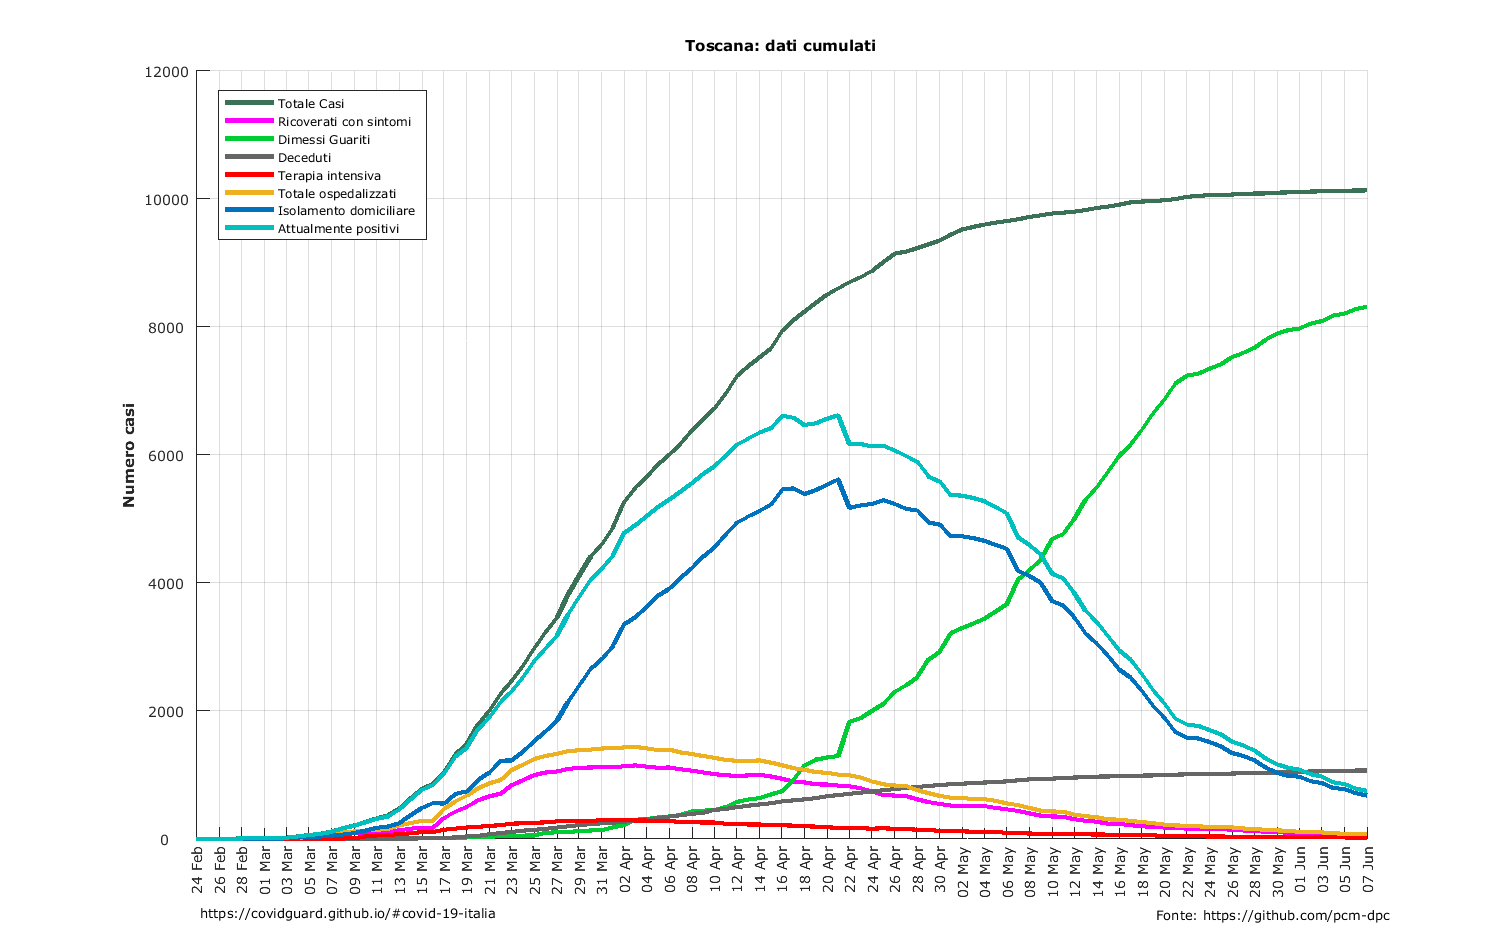 Toscana: dati cumulati
12000
10000
8000
6000
4000
2000
0
Numero casi
Totale Casi
Ricoverati con sintomi
Dimessi Guariti
Deceduti
Terapia intensiva
Totale ospedalizzati
Isolamento domiciliare
Attualmente positivi
24 Feb
26 Feb
28 Feb
01 Mar
03 Mar
05 Mar
07 Mar
09 Mar
11 Mar
13 Mar
15 Mar
17 Mar
19 Mar
21 Mar
23 Mar
25 Mar
27 Mar
29 Mar
31 Mar
02 Apr
04 Apr
06 Apr
08 Apr
10 Apr
12 Apr
14 Apr
16 Apr
18 Apr
20 Apr
22 Apr
24 Apr
26 Apr
28 Apr
30 Apr
02 May
04 May
06 May
08 May
10 May
12 May
14 May
16 May
18 May
20 May
22 May
24 May
26 May
28 May
30 May
01 Jun
03 Jun
05 Jun
07 Jun
https://covidguard.github.io/#covid-19-italia
Fonte: https://github.com/pcm-dpc